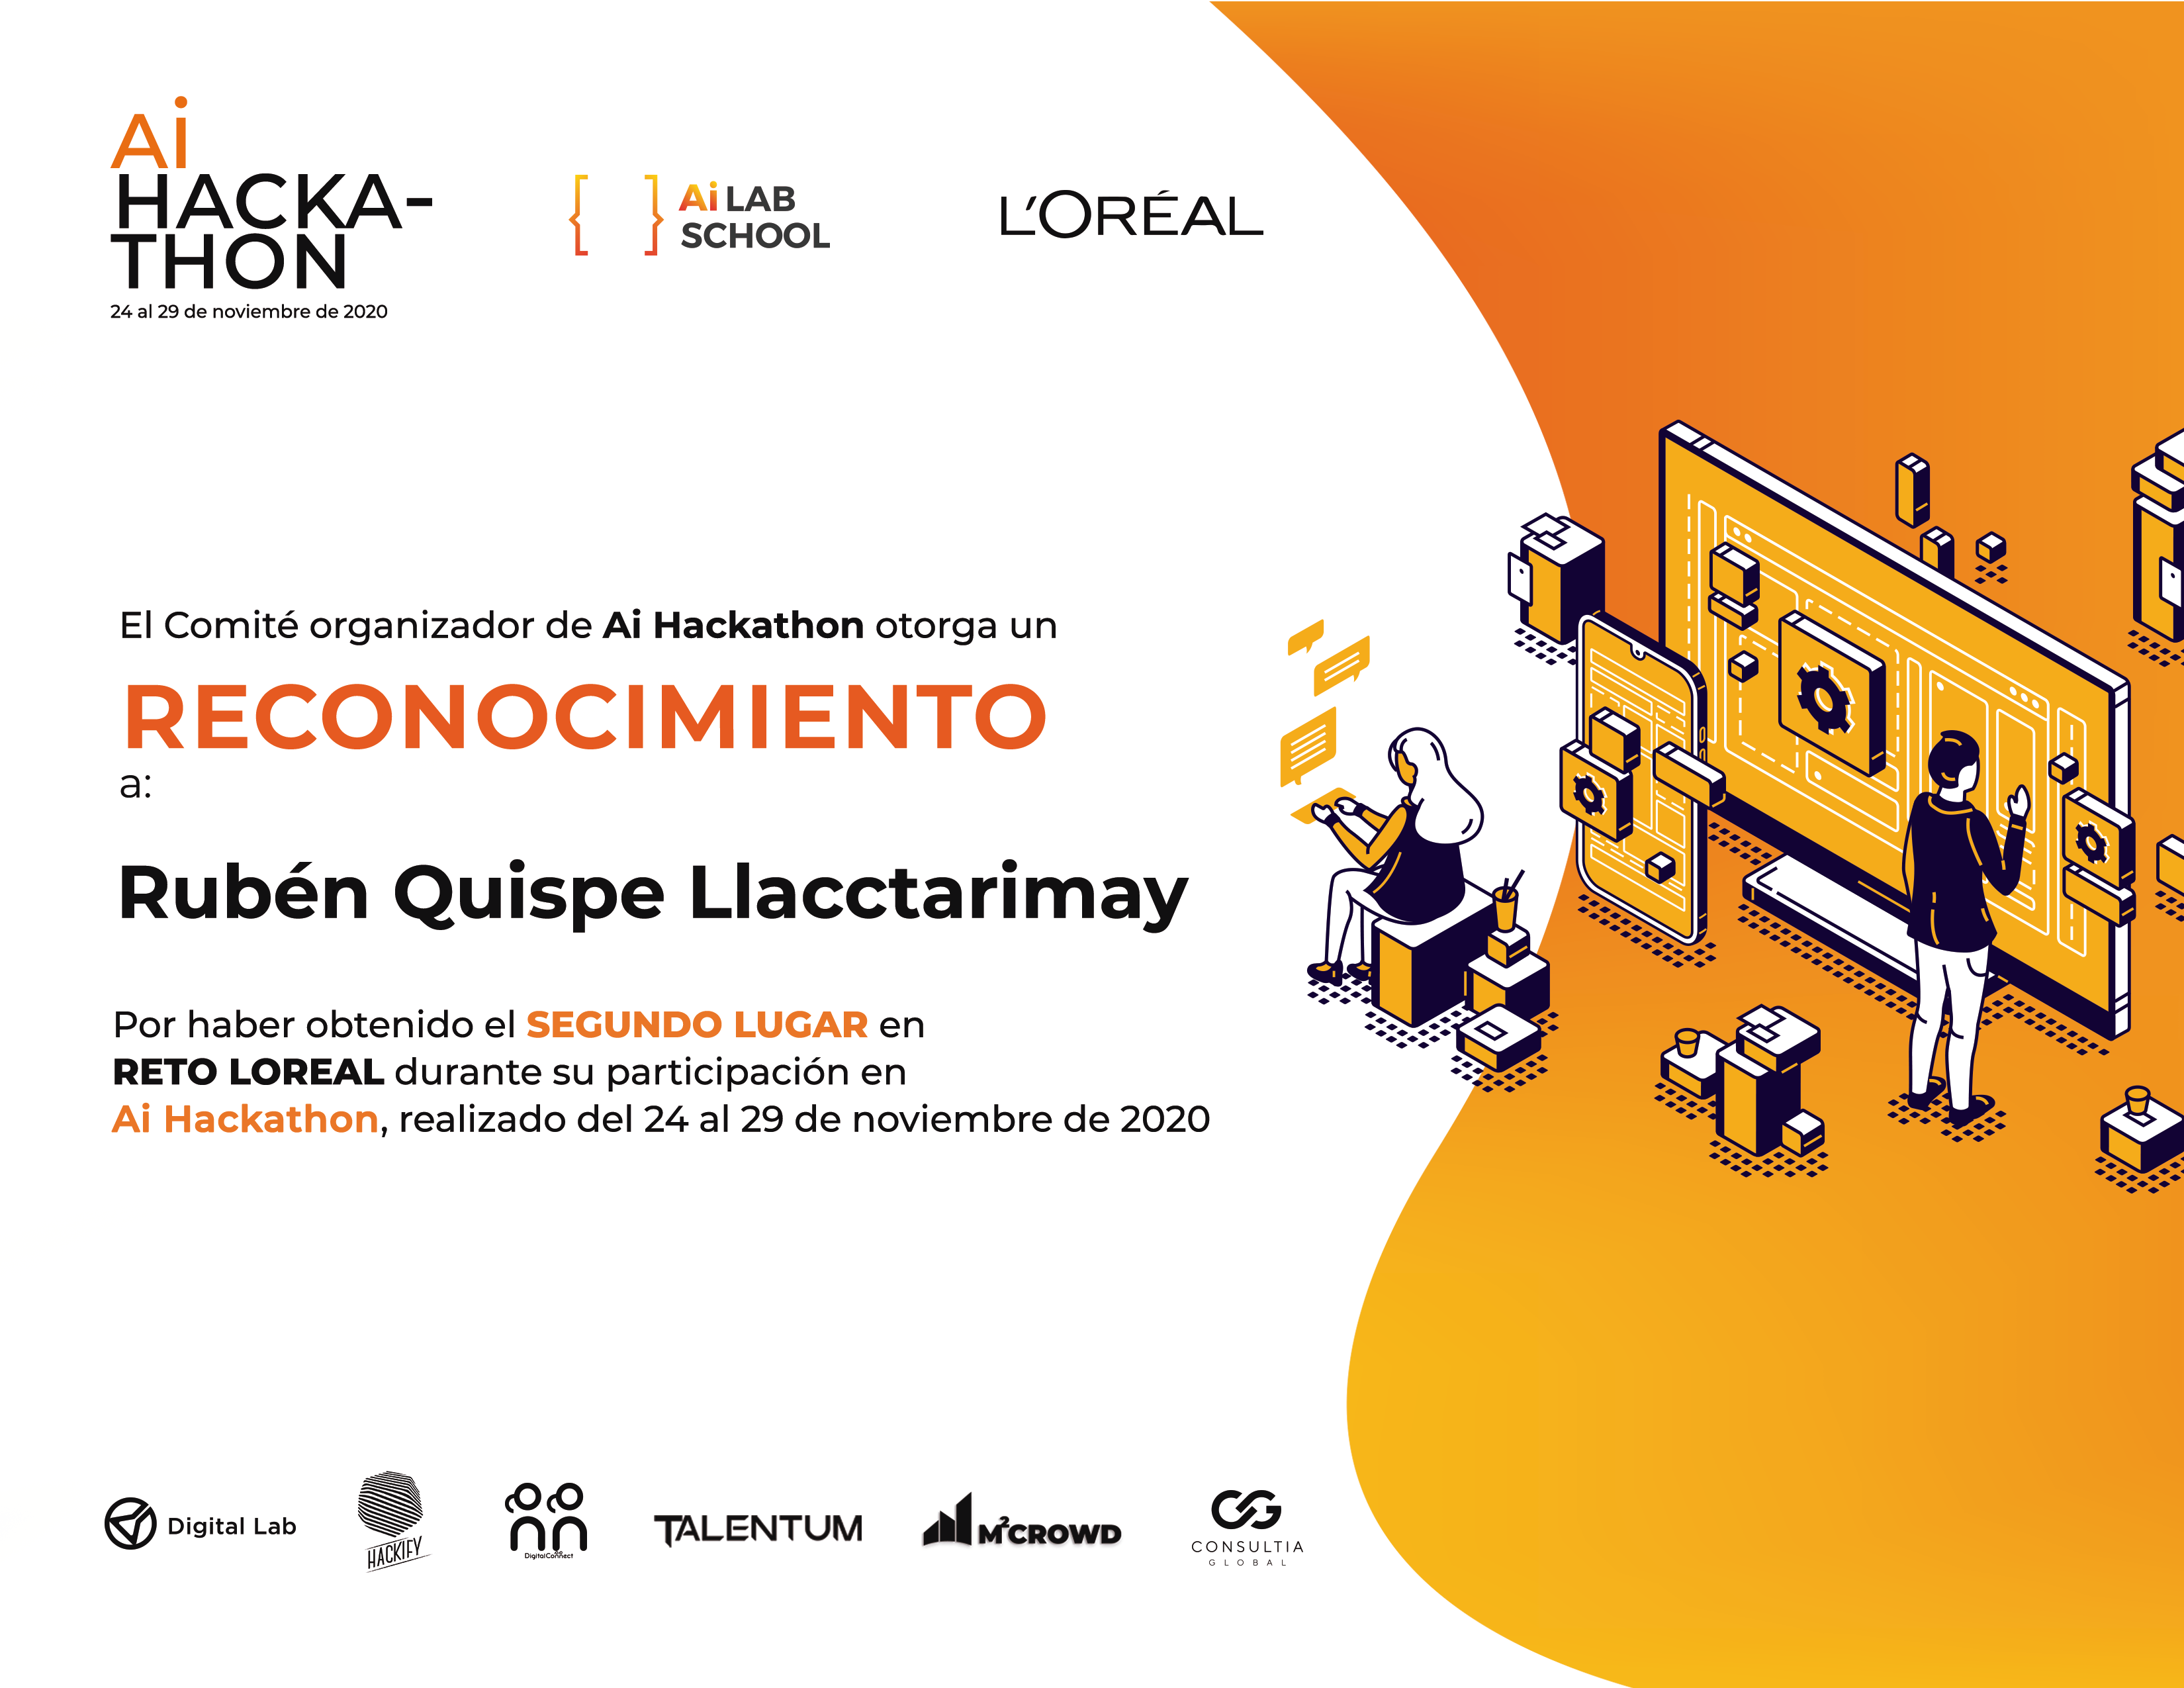 Ai
HACKA-
THON
24 al 29 de noviembre de 2020
{ } Ai LAB
SCHOOL
L'ORÉAL
El Comité organizador de Ai Hackathon otorga un
RECONOCIMIENTO
a:
Rubén Quispe Llacctarimay
Por haber obtenido el SEGUNDO LUGAR en
RETO LOREAL durante su participación en
Ai Hackathon, realizado del 24 al 29 de noviembre de 2020
Digital Lab
HACKIFY
DigitalConnect
TALENTUM
M²CROWD
CONSULTIA
GLOBAL